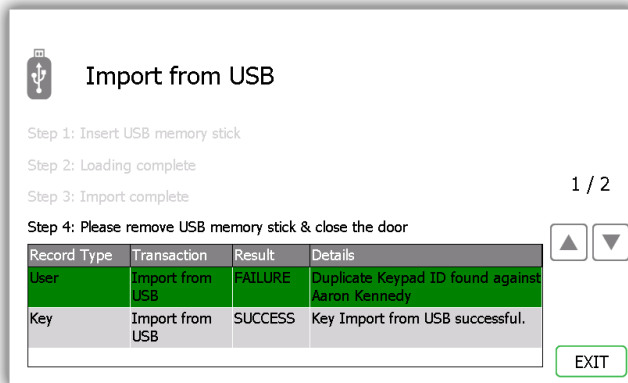 Import from USB
Step 1: Insert USB memory stick
Step 2: Loading complete
Step 3: Import complete
1 / 2
Step 4: Please remove USB memory stick & close the door
Record Type Transaction Result Details
User Import from USB FAILURE Duplicate Keypad ID found against Aaron Kennedy
Key Import from USB SUCCESS Key Import from USB successful.
EXIT